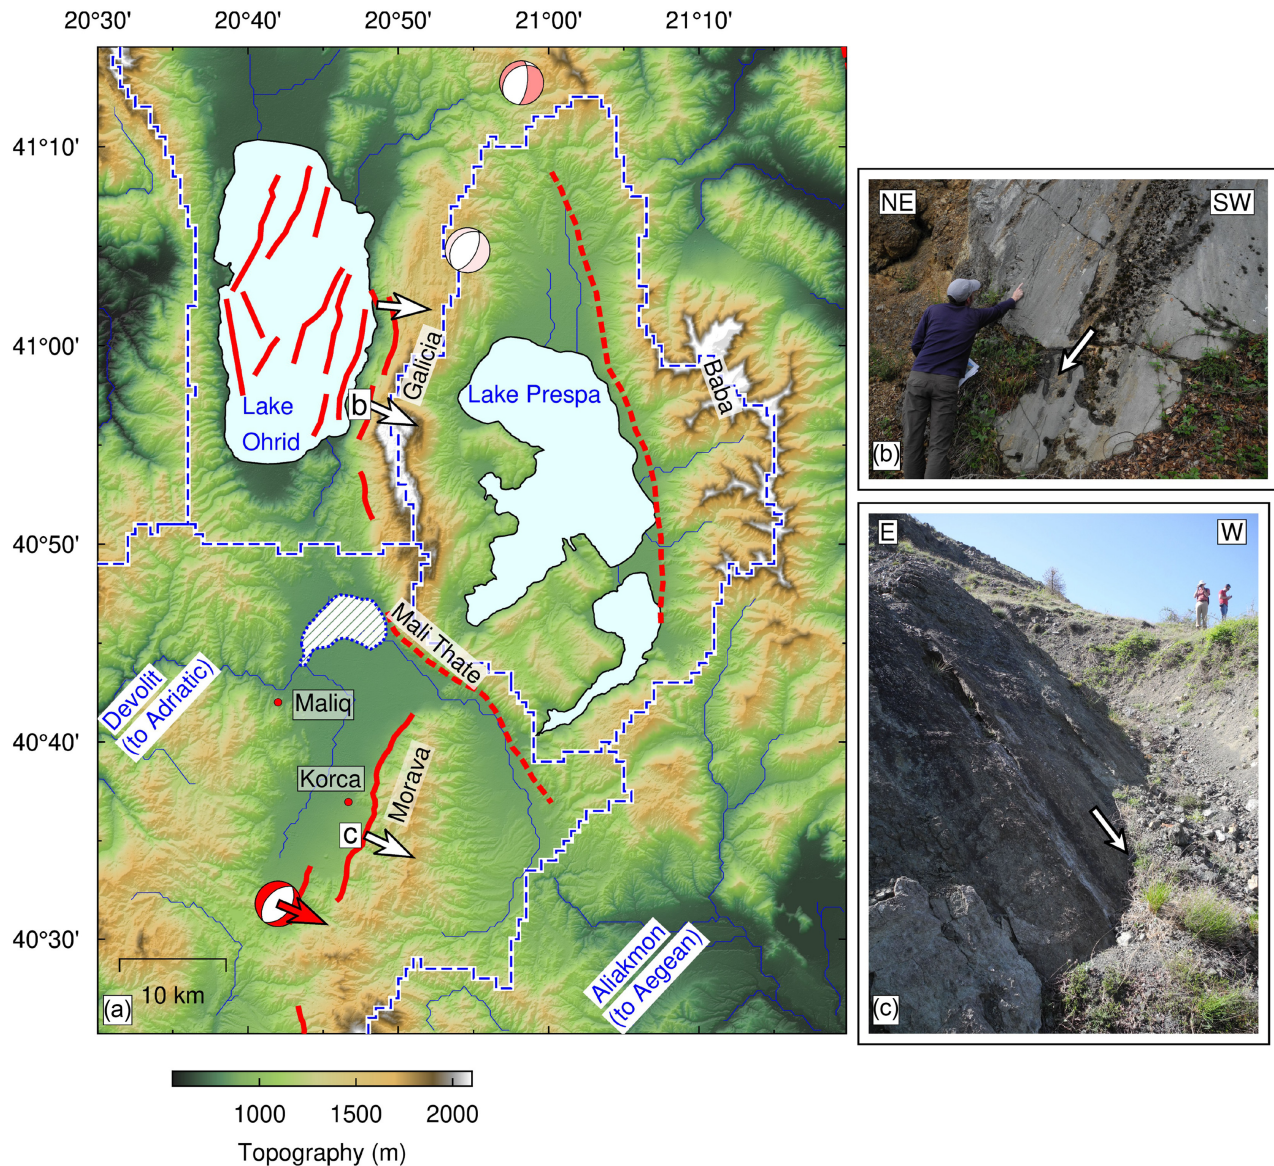 20°30' 20°40' 20°50' 21°00' 21°10'
41°10'
41°00'
40°50'
40°40'
40°30'
Galicia
b
Lake
Ohrid
Lake Prespa
Baba
Mali Thate
Devolit
(to Adriatic)
Maliq
Korca
Morava
c
Aliakmon
(to Aegean)
10 km
(a)
1000 1500 2000
Topography (m)
NE SW
(b)
E W
(c)